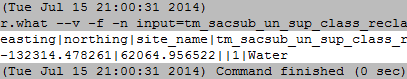 (Tue Jul 15 21:00:31 2014)
r.what --v -f -n input=tm_sacsub_un_sup_class_recla
easting|northing|site_name|tm_sacsub_un_sup_class_r
-132314.478261|62064.956522||1|Water
(Tue Jul 15 21:00:31 2014) Command finished (0 sec)